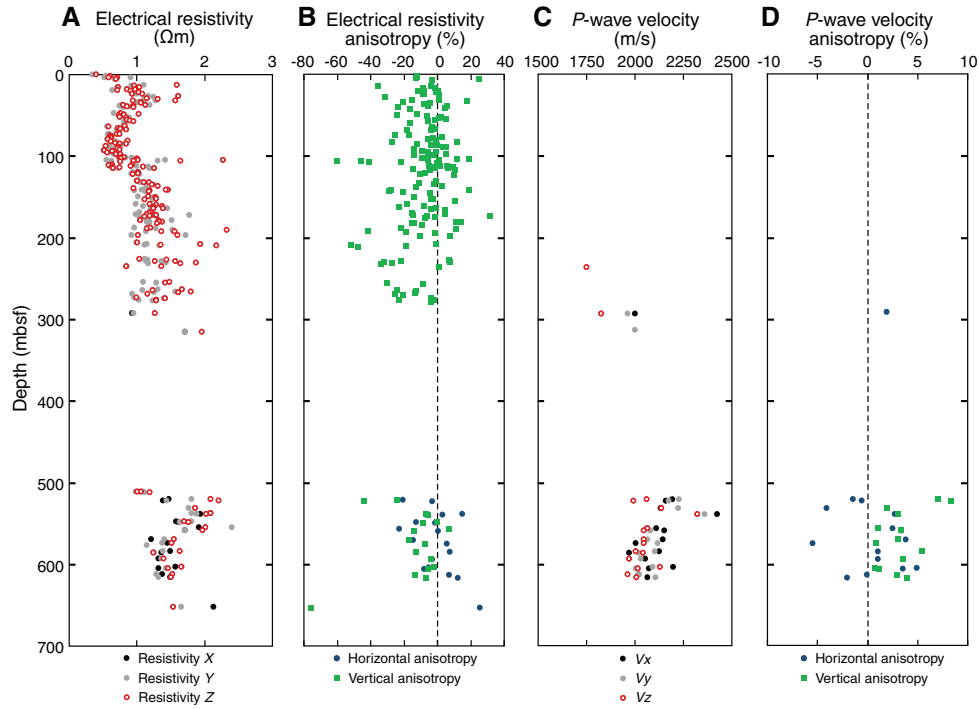 A
Electrical resistivity
(Ωm)
0 1 2 3
B
Electrical resistivity
anisotropy (%)
-80 -60 -40 -20 0 20 40
C
P-wave velocity
(m/s)
1500 1750 2000 2250 2500
D
P-wave velocity
anisotropy (%)
-10 -5 0 5 10
Depth (mbsf)
0
100
200
300
400
500
600
700
Resistivity X
Resistivity Y
Resistivity Z
Horizontal anisotropy
Vertical anisotropy
Vx
Vy
Vz
Horizontal anisotropy
Vertical anisotropy